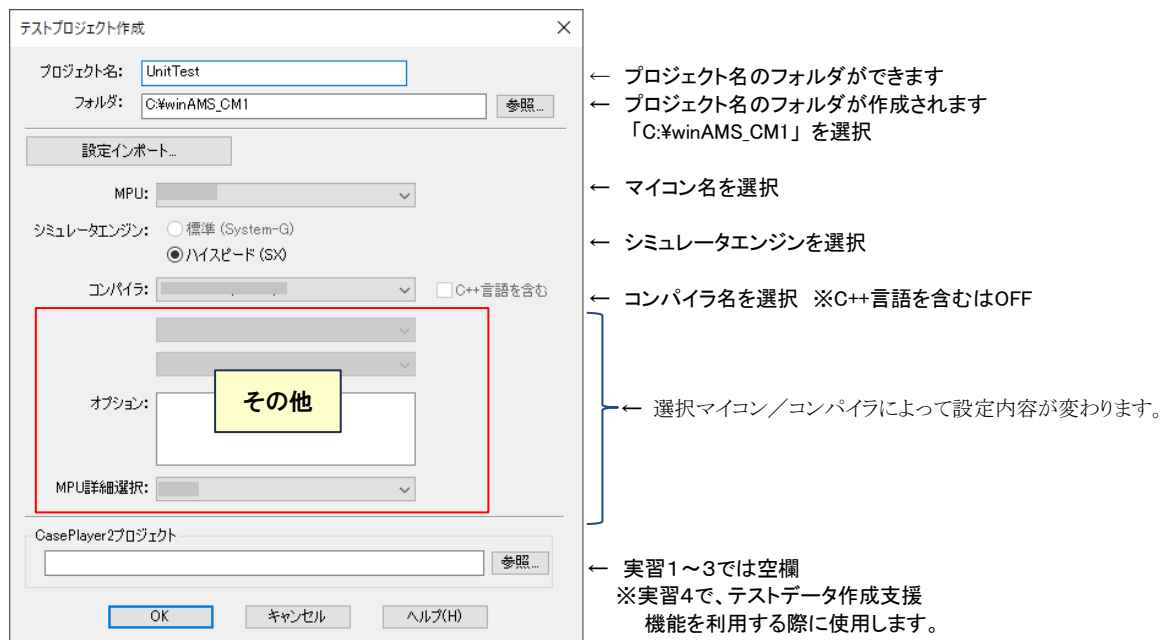 テストプロジェクト作成
プロジェクト名: UnitTest
← プロジェクト名のフォルダができます
フォルダ: C:¥winAMS_CM1 参照...
← プロジェクト名のフォルダが作成されます
「C:¥winAMS_CM1」を選択
設定インポート...
MPU:
← マイコン名を選択
シミュレータエンジン: 標準 (System-G)
ハイスピード (SX)
← シミュレータエンジンを選択
コンパイラ: C++言語を含む
← コンパイラ名を選択 ※C++言語を含むはOFF
オプション: その他
← 選択マイコン／コンパイラによって設定内容が変わります。
MPU詳細選択:
CasePlayer2プロジェクト
参照...
← 実習1～3では空欄
※実習4で、テストデータ作成支援
機能を利用する際に使用します。
OK キャンセル ヘルプ(H)